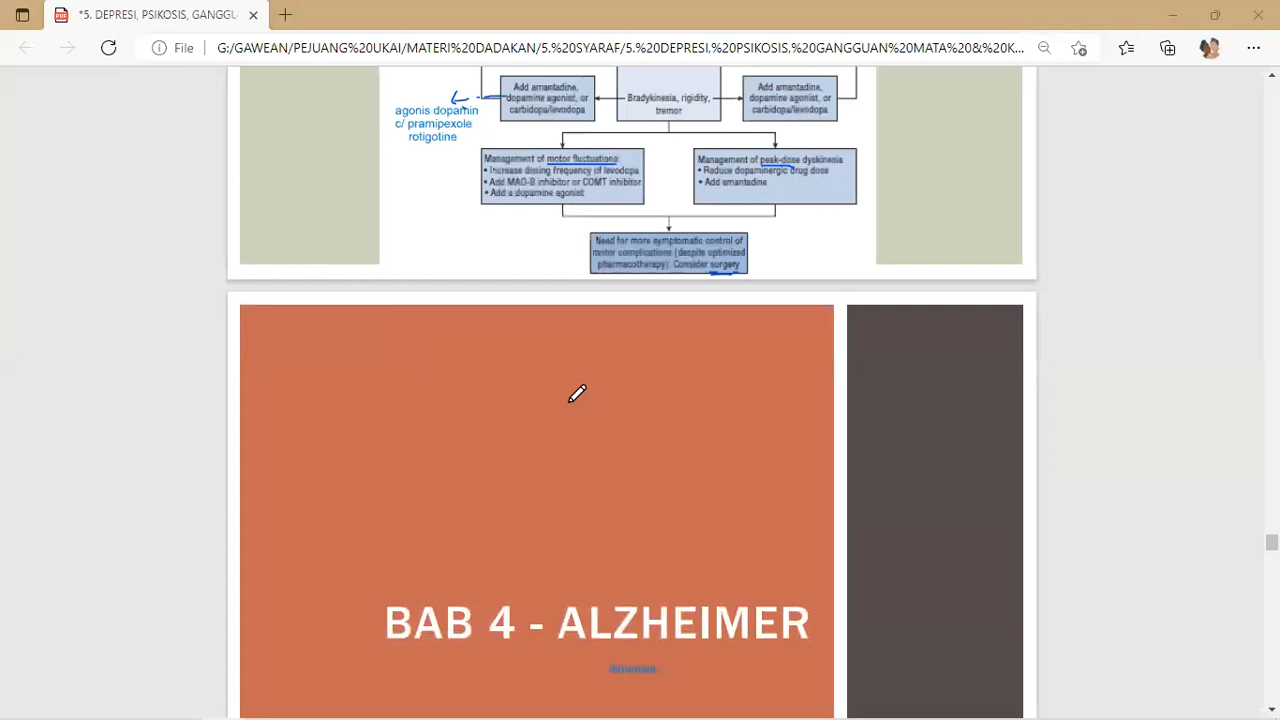 *5. DEPRESI, PSIKOSIS, GANGGU
File
G:/GAWEAN/PEJUANG%20UKAI/MATERI%20DADAKAN/5.%20SYARAF/5.%20DEPRESI,%20PSIKOSIS,%20GANGGUAN%20MATA%20&%20K...
Add amantadine,
dopamine agonist, or
carbidopa/levodopa
Bradykinesia, rigidity,
tremor
Add amantadine,
dopamine agonist, or
carbidopa/levodopa
agonis dopamin
c/ pramipexole
rotigotine
Management of motor fluctuations:
• Increase dosing frequency of levodopa
• Add MAO-B inhibitor or COMT inhibitor
• Add a dopamine agonist
Management of peak-dose dyskinesia
• Reduce dopaminergic drug dose
• Add amantadine
Need for more symptomatic control of
motor complications (despite optimized
pharmacotherapy). Consider surgery
BAB 4 - ALZHEIMER